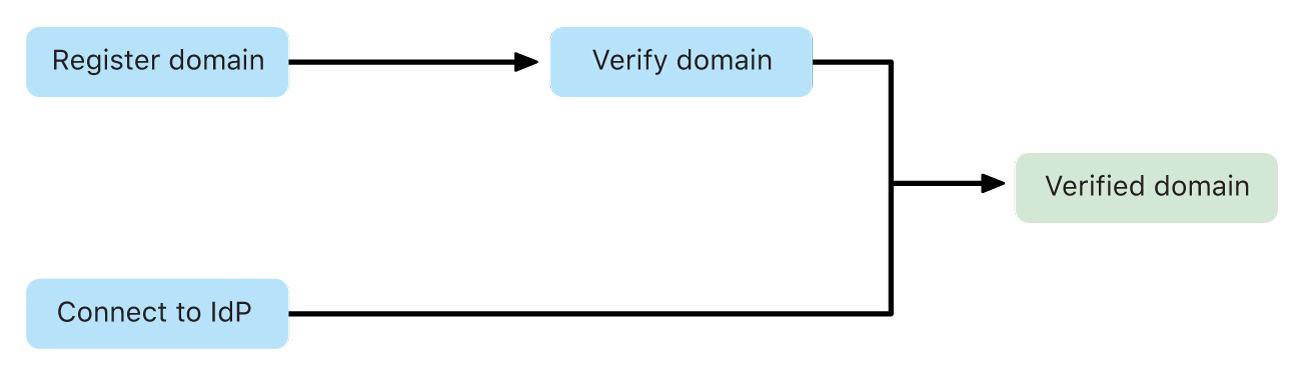 Register domain
Verify domain
Verified domain
Connect to IdP